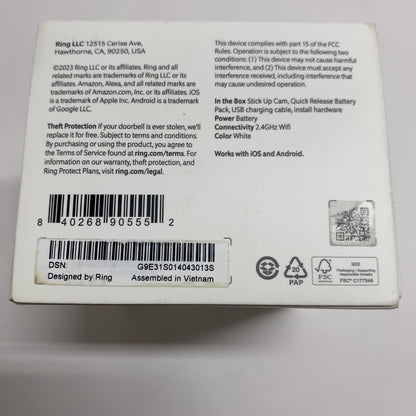 Ring LLC 12515 Cerise Ave,
Hawthorne, CA, 90250, USA
©2023 Ring LLC or its affiliates. Ring and all
related marks are trademarks of Ring LLC or its
affiliates. Amazon, Alexa, and all related marks
are trademarks of Amazon.com, Inc. or its affiliates. iOS
is a trademark of Apple Inc. Android is a trademark
of Google LLC.
Theft Protection If your doorbell is ever stolen, we'll
replace it for free. Subject to terms and conditions.
By purchasing or using the product, you agree to
the Terms of Service found at ring.com/terms. For
information on our warranty, theft protection, and
Ring Protect Plans, visit ring.com/legal.
8 40268 90555 2
DSN: G9E31S014043013S
Designed by Ring Assembled in Vietnam
This device complies with part 15 of the FCC
Rules. Operation is subject to the following two
conditions: (1) This device may not cause harmful
interference, and (2) This device must accept any
interference received, including interference that
may cause undesired operation.
In the Box Stick Up Cam, Quick Release Battery
Pack, USB charging cable, Install hardware
Power Battery
Connectivity 2.4GHz Wifi
Color White
Works with iOS and Android.
20
PAP
FSC
MIX
Packaging | Supporting
responsible forestry
FSC® C177546